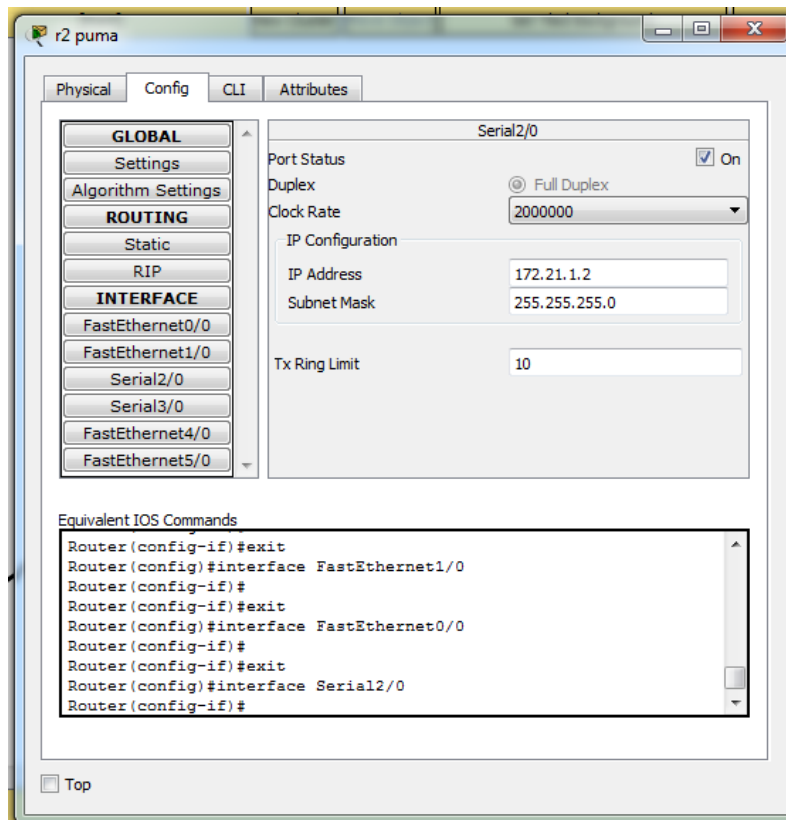 r2 puma
Physical Config CLI Attributes
GLOBAL
Settings
Algorithm Settings
ROUTING
Static
RIP
INTERFACE
FastEthernet0/0
FastEthernet1/0
Serial2/0
Serial3/0
FastEthernet4/0
FastEthernet5/0
Serial2/0
Port Status On
Duplex Full Duplex
Clock Rate 2000000
IP Configuration
IP Address 172.21.1.2
Subnet Mask 255.255.255.0
Tx Ring Limit 10
Equivalent IOS Commands
Router(config-if)#exit
Router(config)#interface FastEthernet1/0
Router(config-if)#
Router(config-if)#exit
Router(config)#interface FastEthernet0/0
Router(config-if)#
Router(config-if)#exit
Router(config)#interface Serial2/0
Router(config-if)#
Top